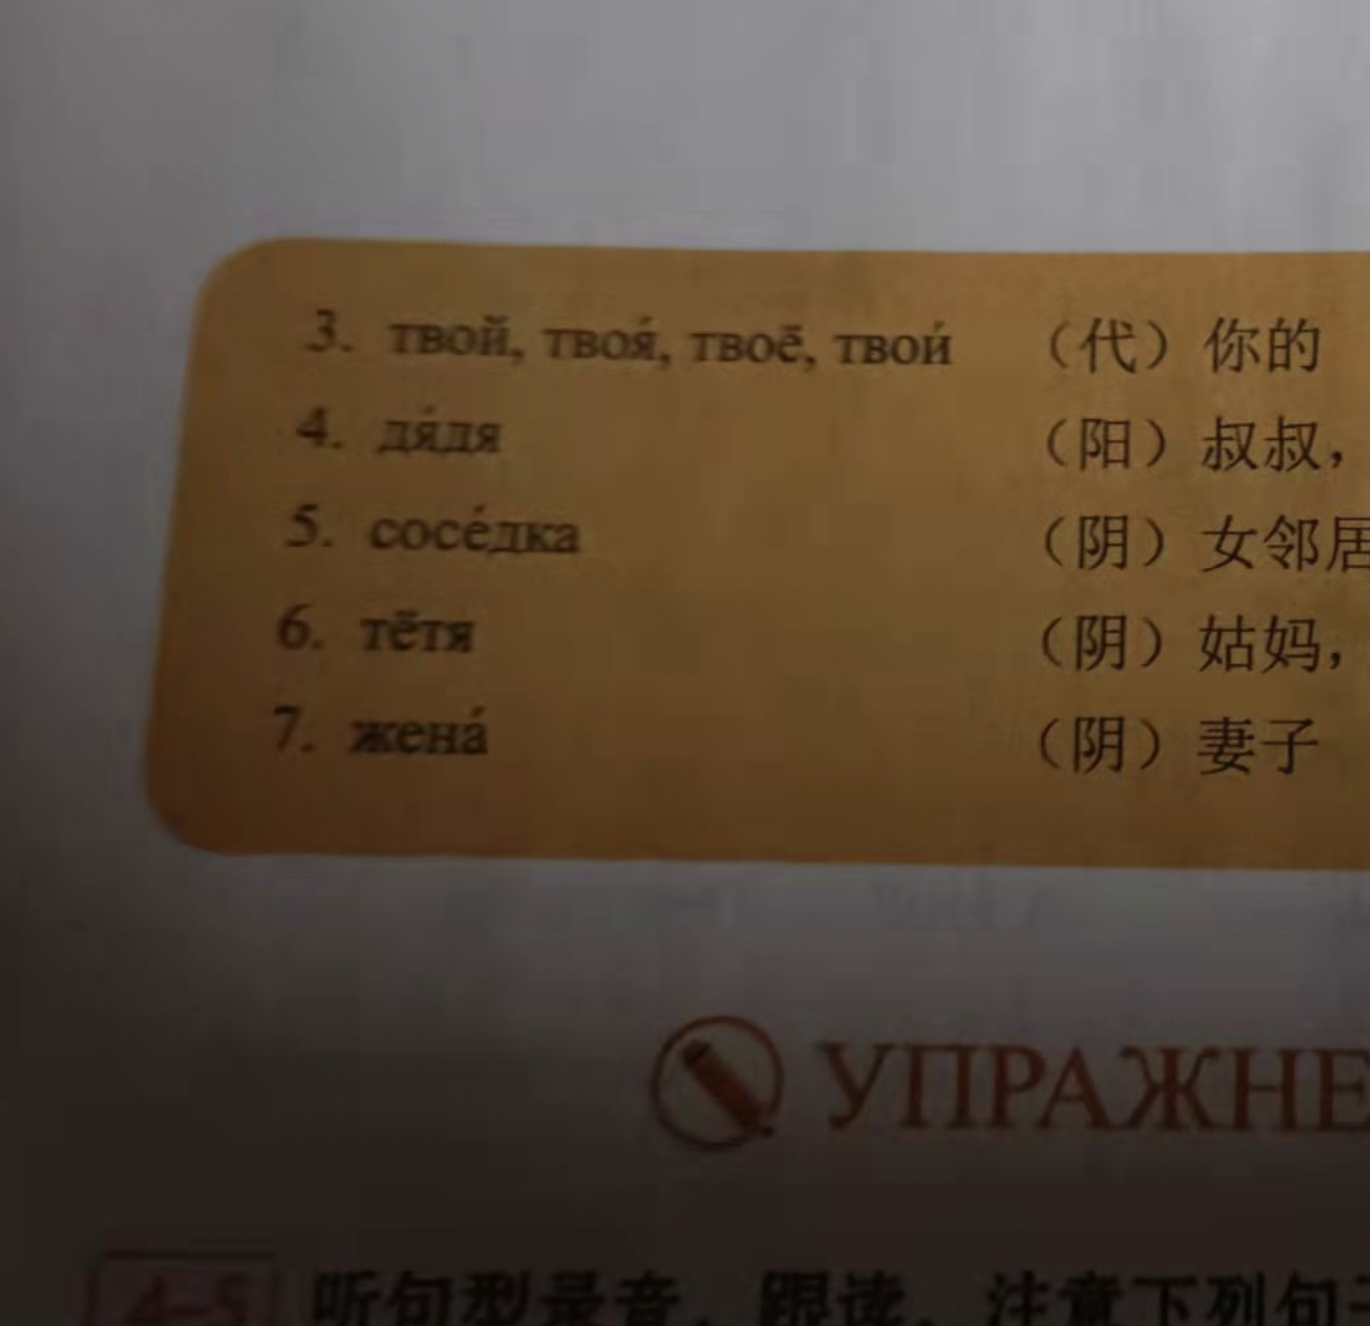 3. твой, твоя́, твоё, твои́ （代）你的
4. дя́дя （阳）叔叔，
5. сосе́дка （阴）女邻居
6. тётя （阴）姑妈，
7. жена́ （阴）妻子
УПРАЖНЕ
4-5 听句型录音，跟读，注意下列句子